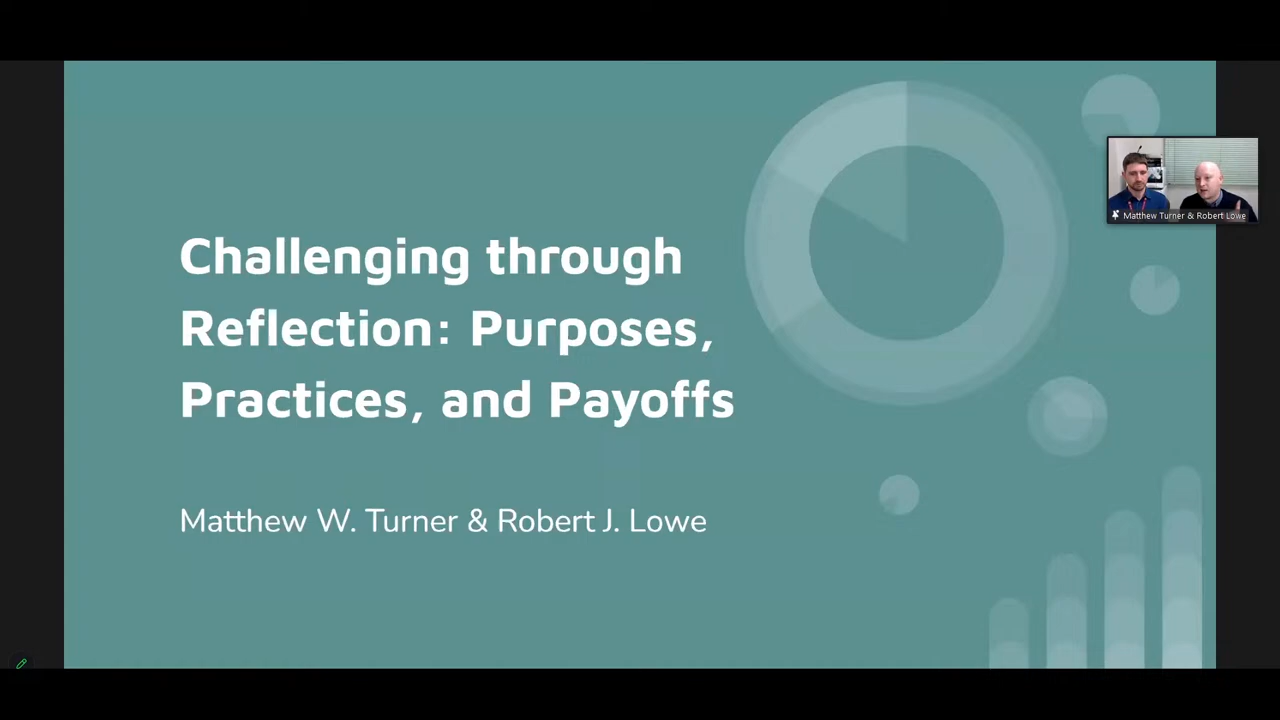 Challenging through
Reflection: Purposes,
Practices, and Payoffs
Matthew W. Turner & Robert J. Lowe
Matthew Turner & Robert Lowe